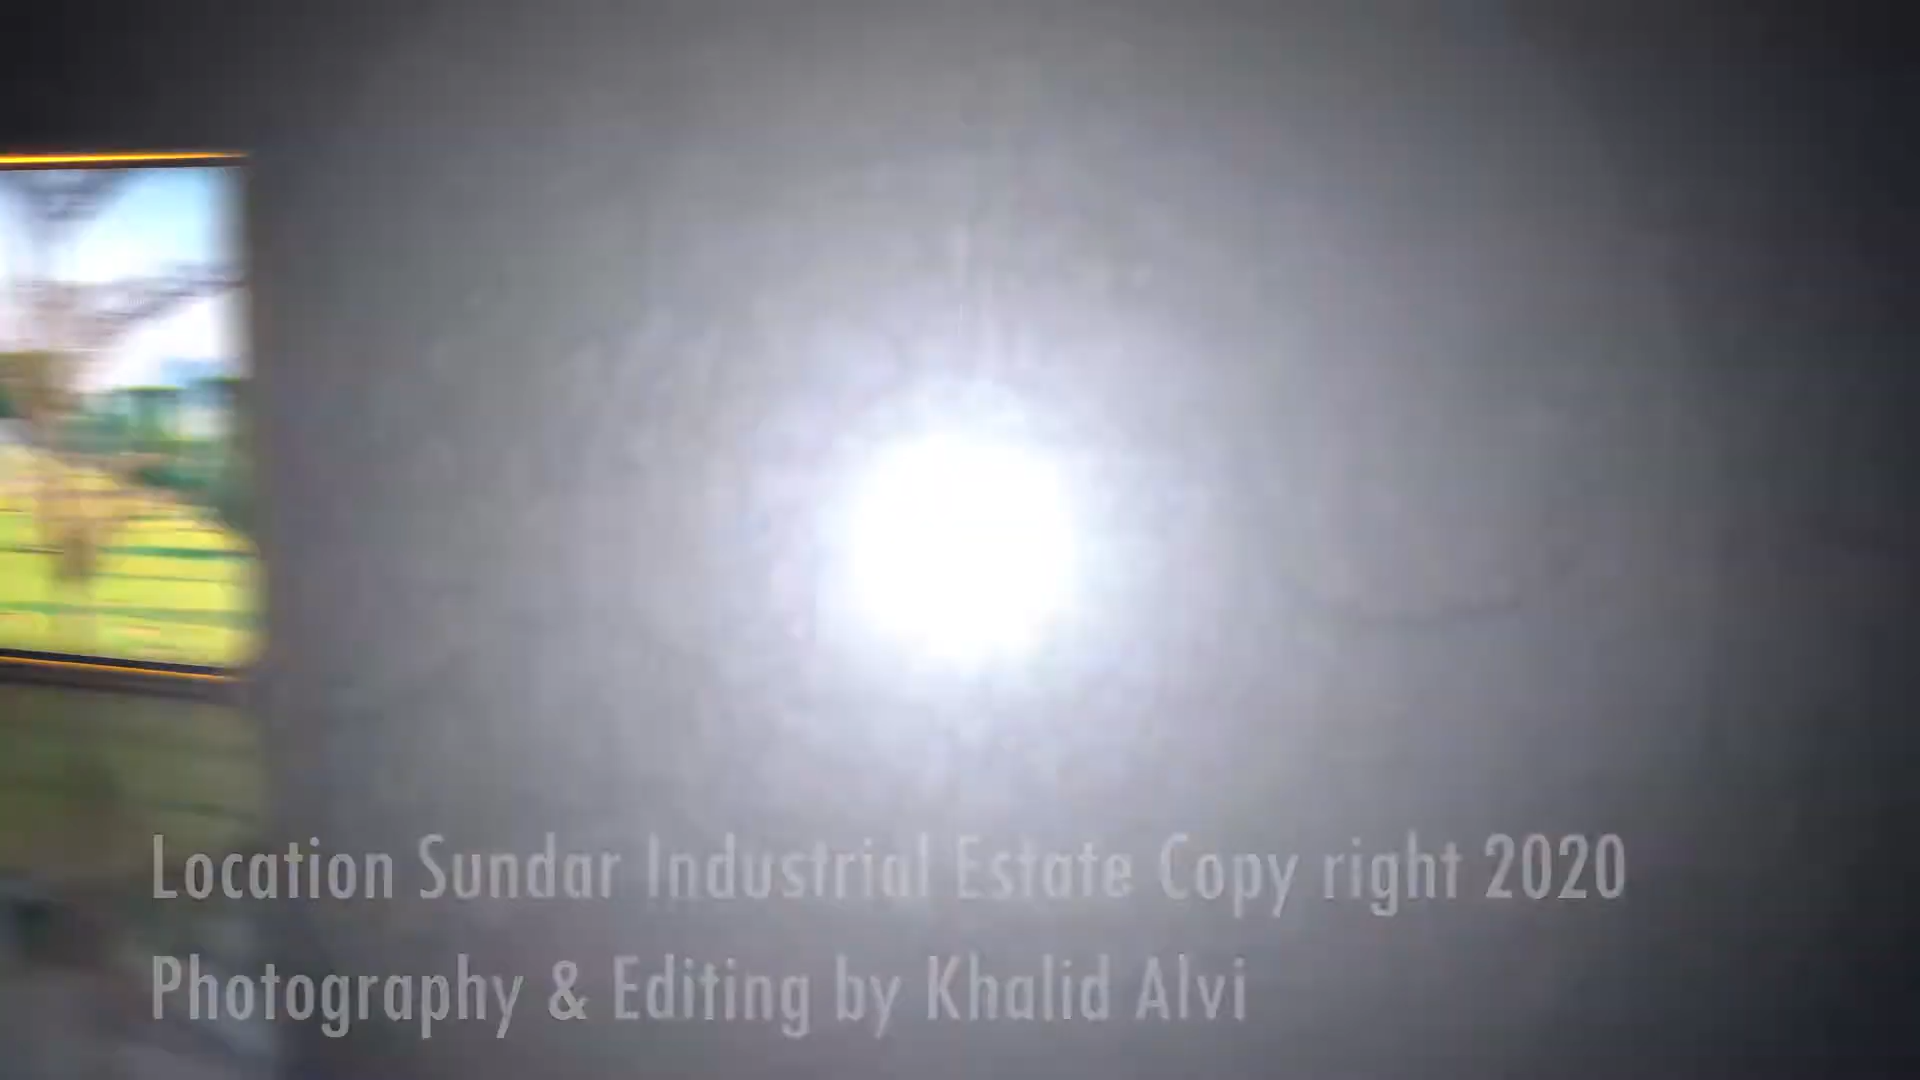 Location Sundar Industrial Estate Copy right 2020
Photography & Editing by Khalid Alvi